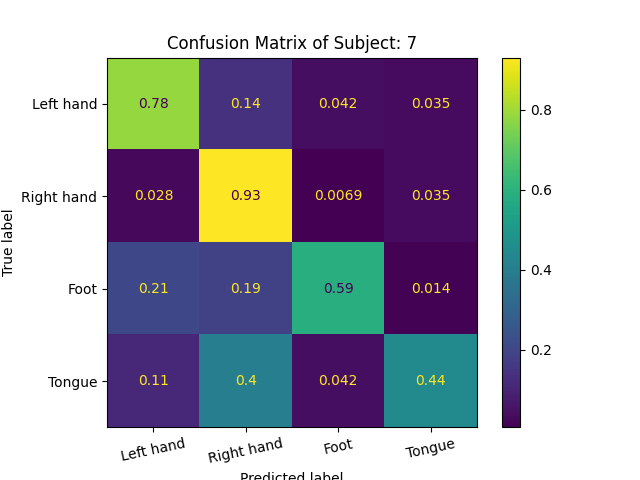 Confusion Matrix of Subject: 7
True label
Left hand 0.78 0.14 0.042 0.035
Right hand 0.028 0.93 0.0069 0.035
Foot 0.21 0.19 0.59 0.014
Tongue 0.11 0.4 0.042 0.44
Left hand Right hand Foot Tongue
Predicted label
0.8
0.6
0.4
0.2